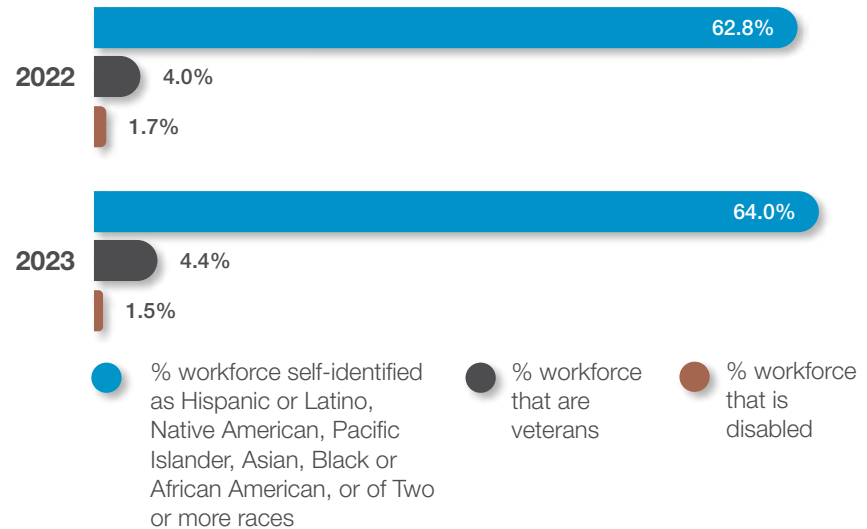 62.8%
2022
4.0%
1.7%
64.0%
2023
4.4%
1.5%
% workforce self-identified
as Hispanic or Latino,
Native American, Pacific
Islander, Asian, Black or
African American, or of Two
or more races
% workforce
that are
veterans
% workforce
that is
disabled